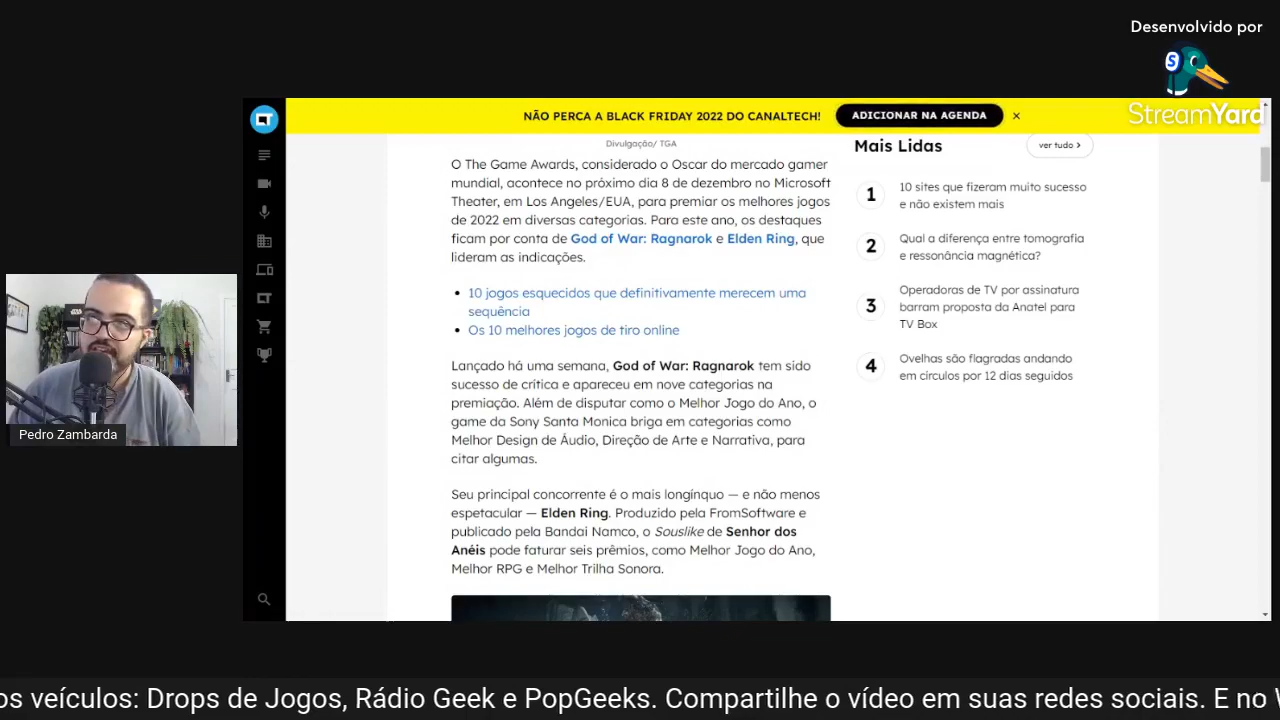 Desenvolvido por
StreamYard
NÃO PERCA A BLACK FRIDAY 2022 DO CANALTECH!
ADICIONAR NA AGENDA
×
Divulgação/ TGA
O The Game Awards, considerado o Oscar do mercado gamer
mundial, acontece no próximo dia 8 de dezembro no Microsoft
Theater, em Los Angeles/EUA, para premiar os melhores jogos
de 2022 em diversas categorias. Para este ano, os destaques
ficam por conta de God of War: Ragnarok e Elden Ring, que
lideram as indicações.
• 10 jogos esquecidos que definitivamente merecem uma
sequência
• Os 10 melhores jogos de tiro online
Lançado há uma semana, God of War: Ragnarok tem sido
sucesso de crítica e apareceu em nove categorias na
premiação. Além de disputar como o Melhor Jogo do Ano, o
game da Sony Santa Monica briga em categorias como
Melhor Design de Áudio, Direção de Arte e Narrativa, para
citar algumas.
Seu principal concorrente é o mais longínquo — e não menos
espetacular — Elden Ring. Produzido pela FromSoftware e
publicado pela Bandai Namco, o Souslike de Senhor dos
Anéis pode faturar seis prêmios, como Melhor Jogo do Ano,
Melhor RPG e Melhor Trilha Sonora.
Mais Lidas
ver tudo >
1
10 sites que fizeram muito sucesso
e não existem mais
2
Qual a diferença entre tomografia
e ressonância magnética?
3
Operadoras de TV por assinatura
barram proposta da Anatel para
TV Box
4
Ovelhas são flagradas andando
em círculos por 12 dias seguidos
Pedro Zambarda
os veículos: Drops de Jogos, Rádio Geek e PopGeeks. Compartilhe o vídeo em suas redes sociais. E no